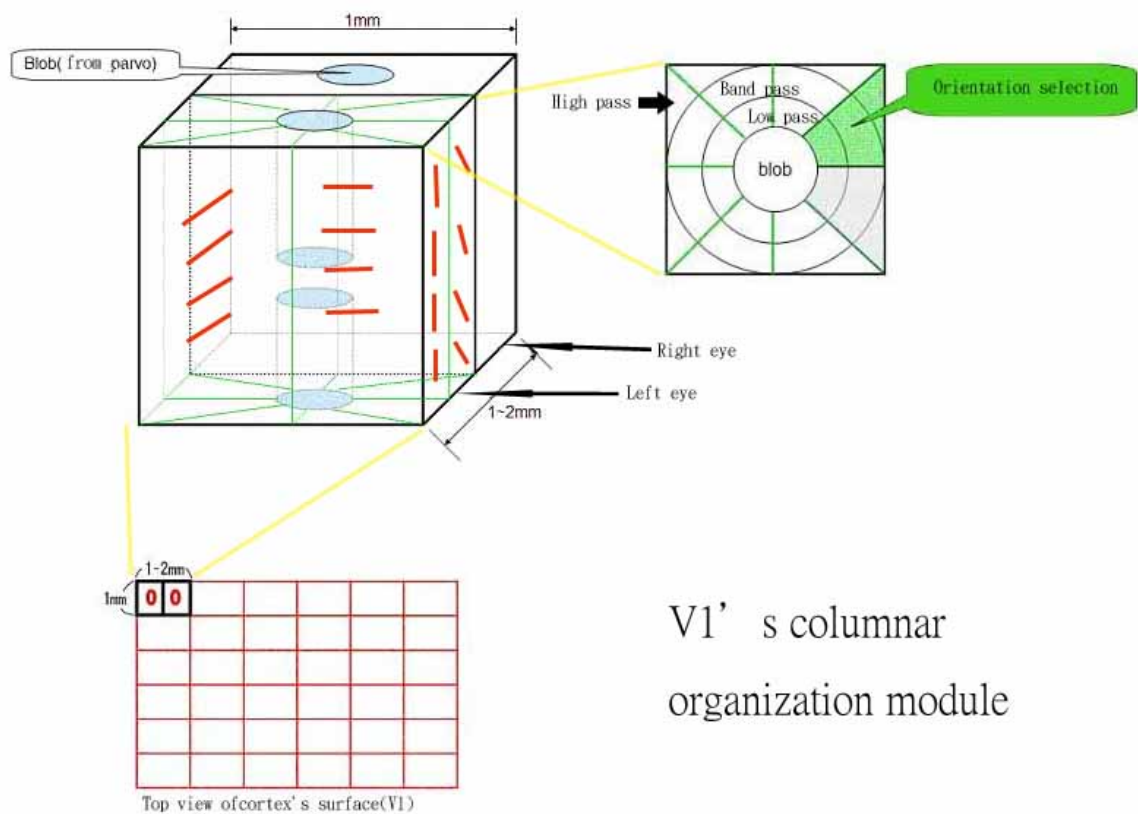 1mm
Blob( from parvo)
High pass
Band pass
Low pass
blob
Orientation selection
Right eye
Left eye
1~2mm
1~2mm
1mm
0 0
V1's columnar
organization module
Top view ofcortex's surface(V1)